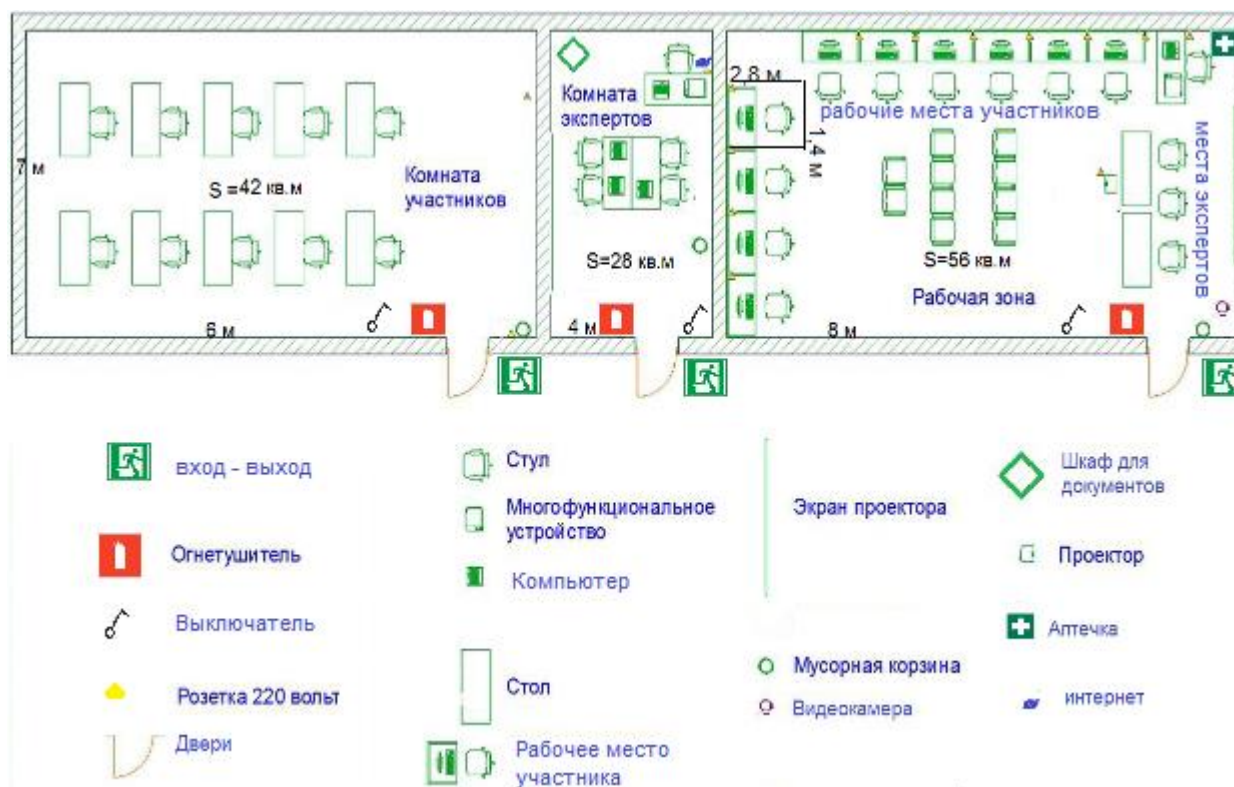 7 м
S =42 кв.м
Комната
участников
6 м
Комната
экспертов
S=28 кв.м
4 м
2,8 м
1,4 м
рабочие места участников
места экспертов
S=56 кв.м
Рабочая зона
8 м
вход - выход
Огнетушитель
Выключатель
Розетка 220 вольт
Двери
Стул
Многофункциональное
устройство
Компьютер
Стол
Рабочее место
участника
Экран проектора
Мусорная корзина
Видеокамера
Шкаф для
документов
Проектор
Аптечка
интернет